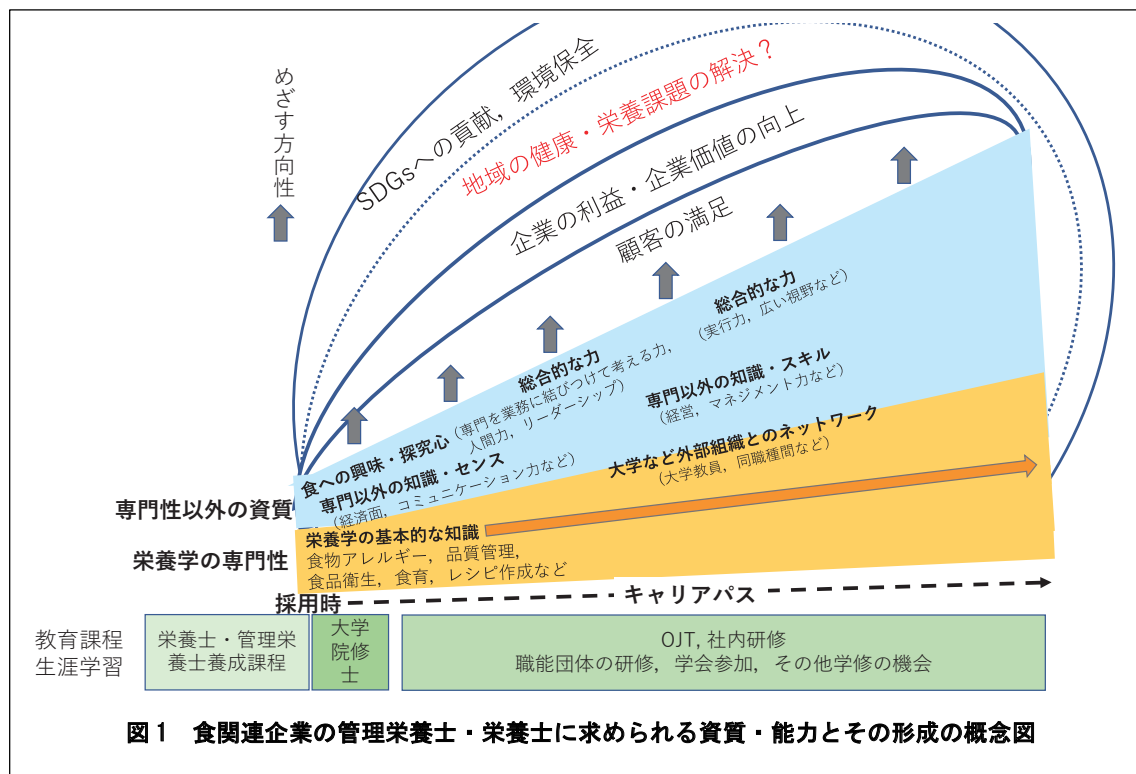 めざす方向性
SDGsへの貢献，環境保全
地域の健康・栄養課題の解決？
企業の利益・企業価値の向上
顧客の満足
総合的な力
（実行力，広い視野など）
総合的な力
（専門を業務に結びつけて考える力，
人間力，リーダーシップ）
専門以外の知識・スキル
（経営，マネジメント力など）
食への興味・探究心
専門以外の知識・センス
（経済面，コミュニケーション力など）
大学など外部組織とのネットワーク
（大学教員，同職種間など）
専門性以外の資質
栄養学の専門性
栄養学の基本的な知識
食物アレルギー，品質管理，
食品衛生，食育，レシピ作成など
採用時
キャリアパス
教育課程
生涯学習
栄養士・管理栄
養士養成課程
大学
院修
士
OJT, 社内研修
職能団体の研修，学会参加，その他学修の機会
図1　食関連企業の管理栄養士・栄養士に求められる資質・能力とその形成の概念図